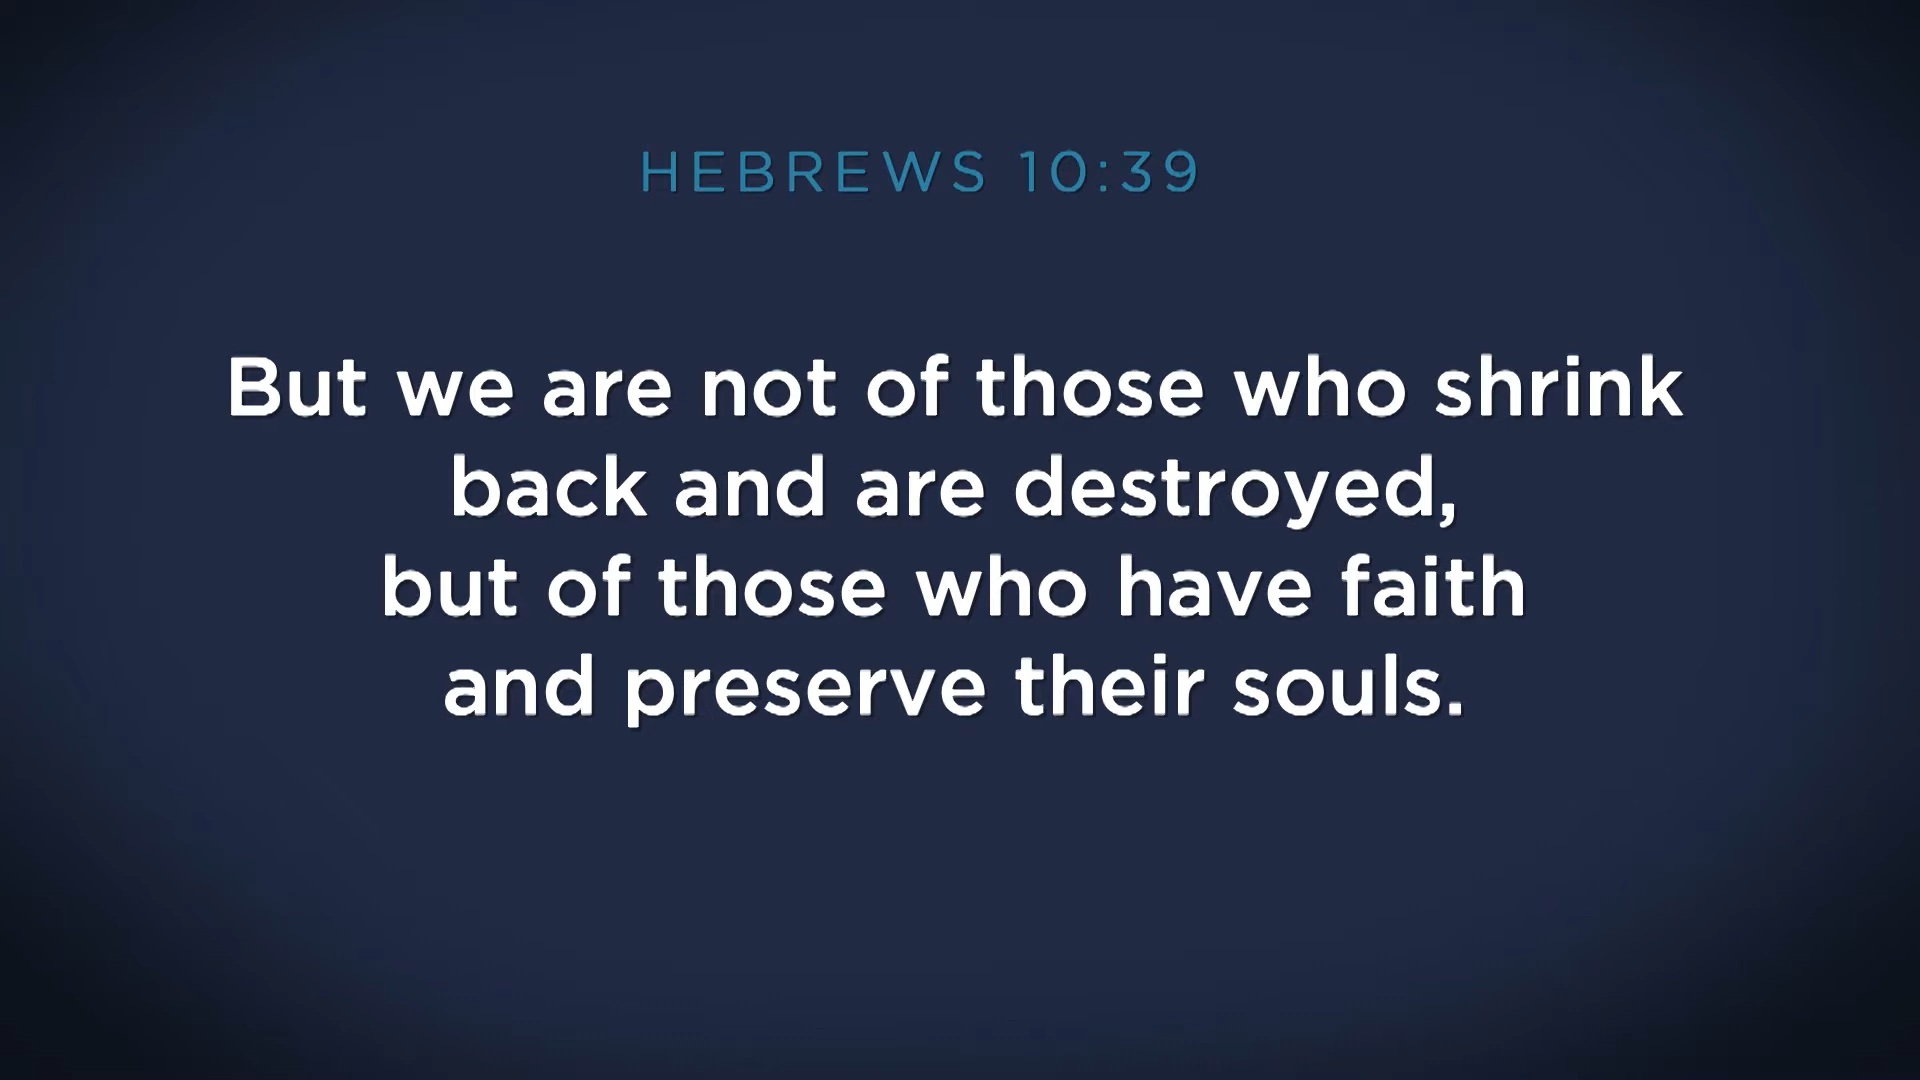 HEBREWS 10:39
But we are not of those who shrink
back and are destroyed,
but of those who have faith
and preserve their souls.